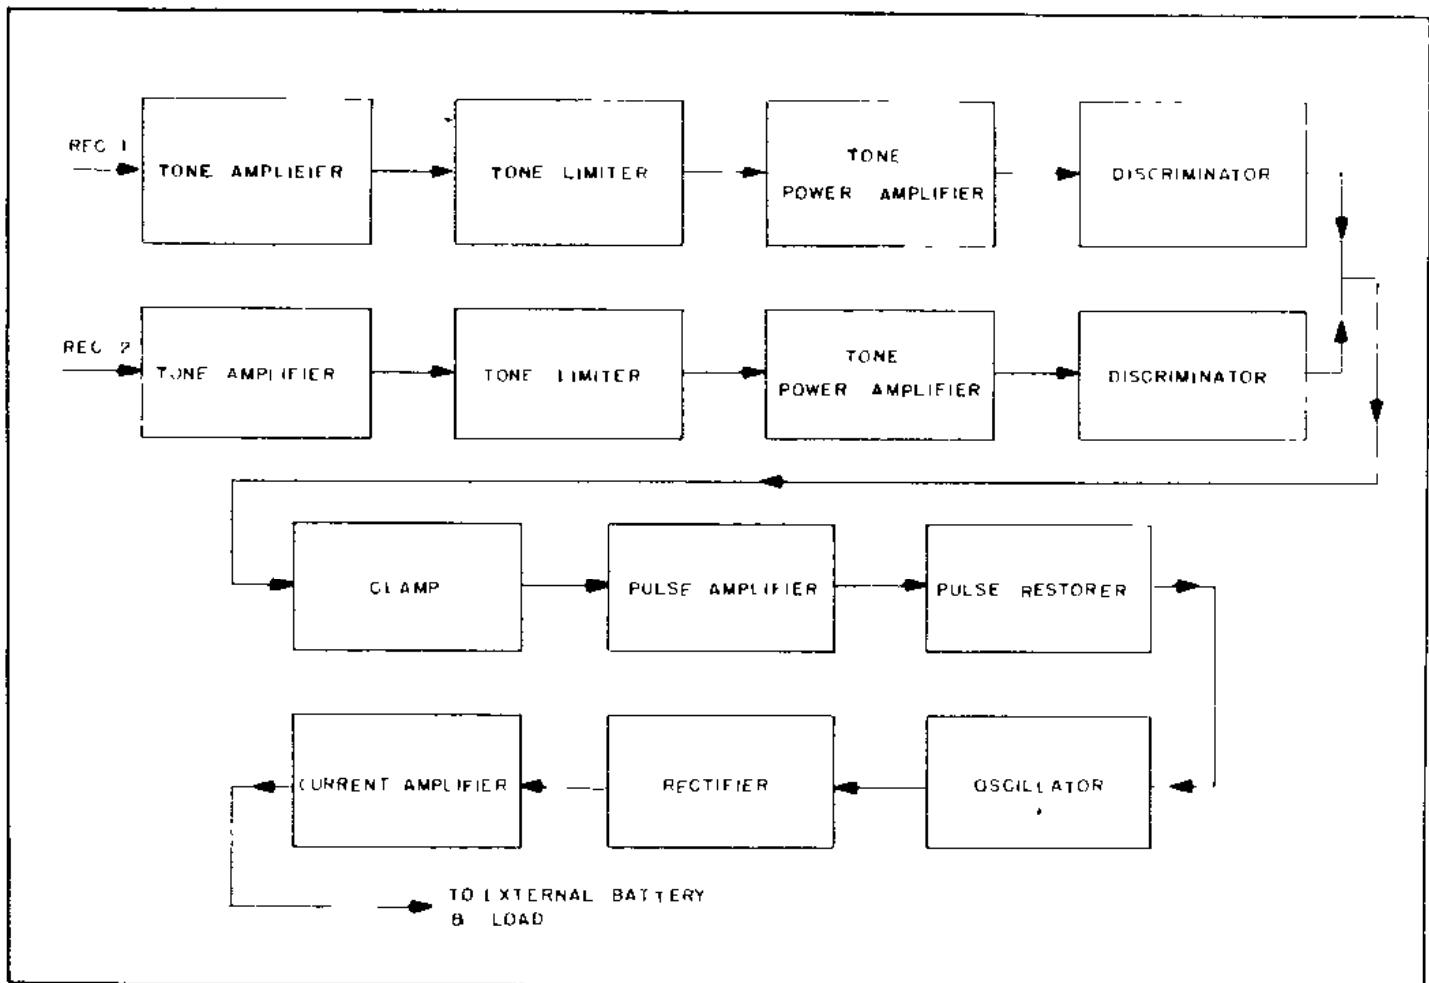 REC 1
TONE AMPLIFIER
TONE LIMITER
TONE
POWER AMPLIFIER
DISCRIMINATOR
REC 2
TONE AMPLIFIER
TONE LIMITER
TONE
POWER AMPLIFIER
DISCRIMINATOR
CLAMP
PULSE AMPLIFIER
PULSE RESTORER
CURRENT AMPLIFIER
RECTIFIER
OSCILLATOR
TO EXTERNAL BATTERY
& LOAD